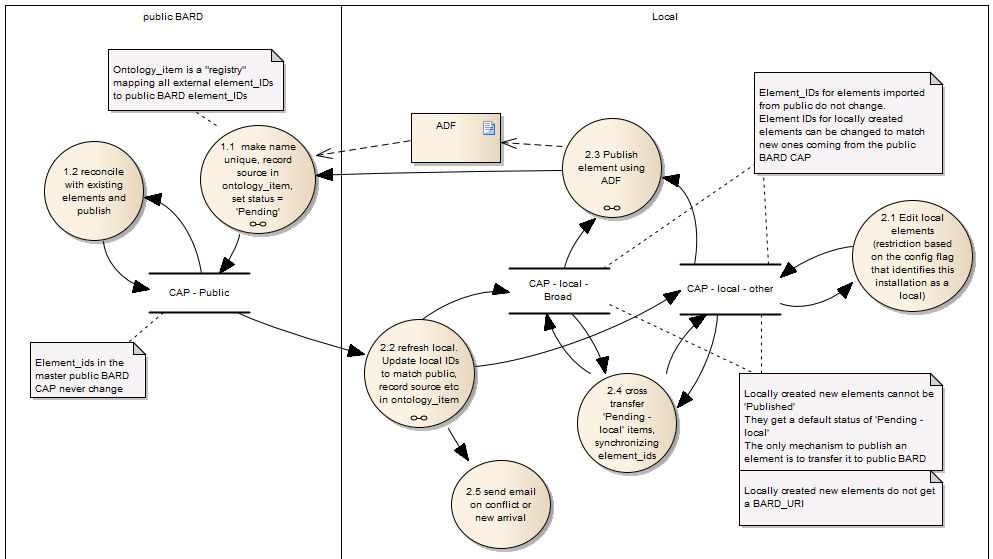 public BARD
Local
Ontology_item is a "registry"
mapping all external element_IDs
to public BARD element_IDs
1.2 reconcile
with existing
elements and
publish
1.1  make name
unique, record
source in
ontology_item,
set status =
'Pending'
CAP - Public
Element_ids in the
master public BARD
CAP never change
ADF
2.3 Publish
element using
ADF
Element_IDs for elements imported
from public do not change.
Element IDs for locally created
elements can be changed to match
new ones coming from the public
BARD CAP
2.1 Edit local
elements
(restriction based
on the config flag
that identifies this
installation as a
local)
CAP - local -
Broad
CAP - local - other
2.2 refresh local.
Update local IDs
to match public,
record source etc
in ontology_item
2.4 cross
transfer
'Pending -
local' items,
synchronizing
element_ids
2.5 send email
on conflict or
new arrival
Locally created new elements cannot be
'Published'
They get a default status of 'Pending -
local'
The only mechanism to publish an
element is to transfer it to public BARD
Locally created new elements do not get
a BARD_URI